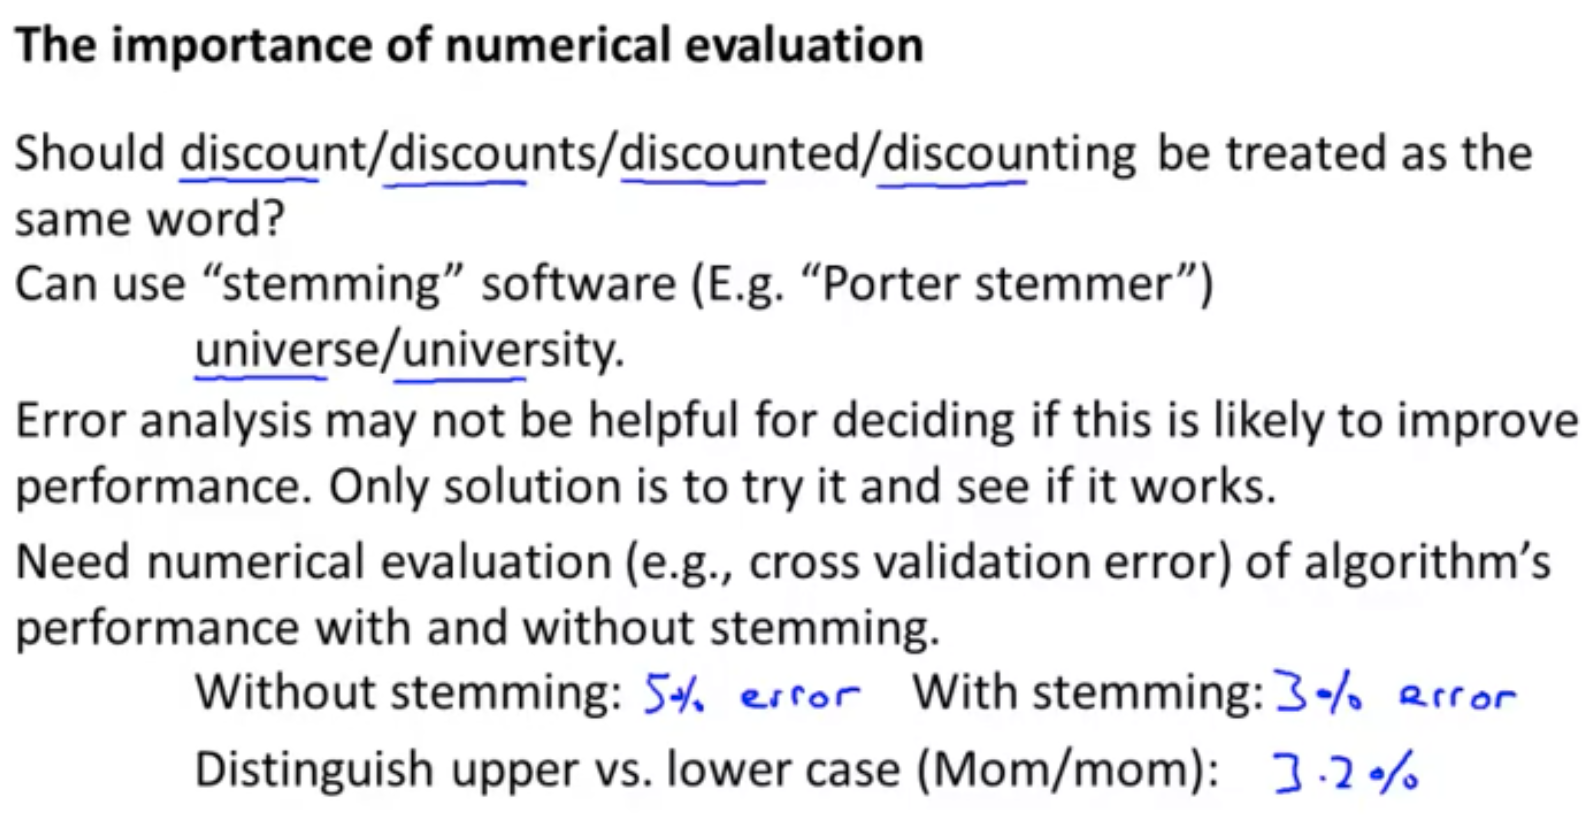 The importance of numerical evaluation
Should discount/discounts/discounted/discounting be treated as the
same word?
Can use “stemming” software (E.g. “Porter stemmer”)
universe/university.
Error analysis may not be helpful for deciding if this is likely to improve
performance. Only solution is to try it and see if it works.
Need numerical evaluation (e.g., cross validation error) of algorithm’s
performance with and without stemming.
Without stemming: 5% error With stemming: 3% error
Distinguish upper vs. lower case (Mom/mom): 3.2%